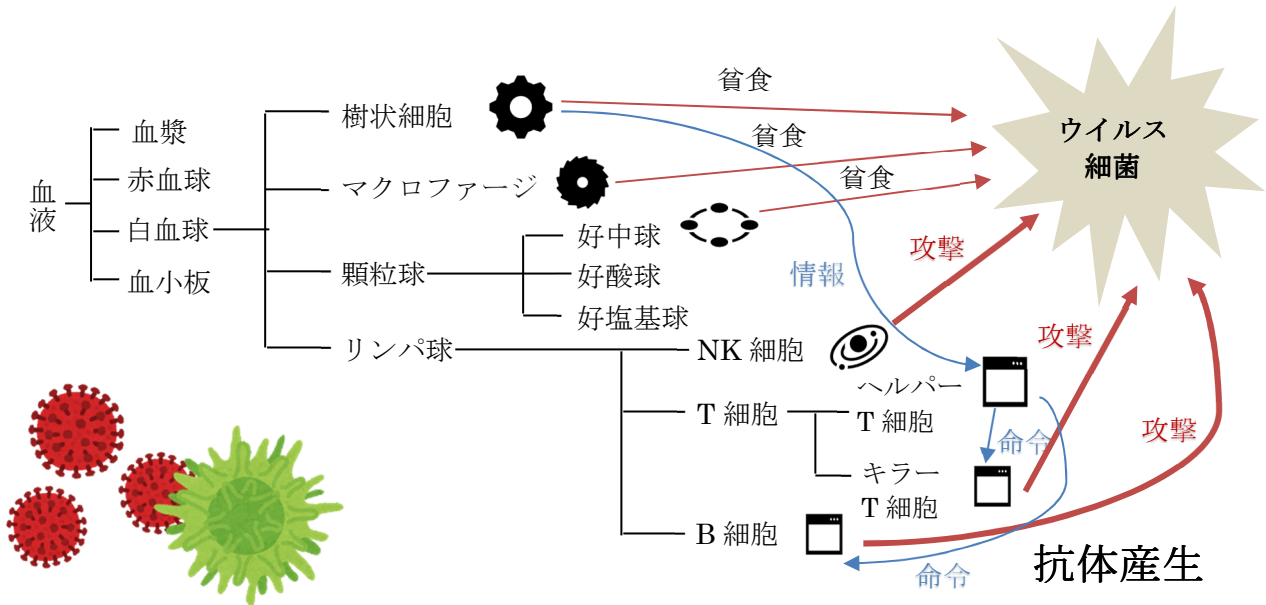 血液
血漿
赤血球
白血球
血小板
樹状細胞
マクロファージ
顆粒球
リンパ球
好中球
好酸球
好塩基球
NK 細胞
T 細胞
B 細胞
ヘルパー
T 細胞
キラー
T 細胞
貪食
貪食
貪食
情報
命令
命令
攻撃
攻撃
攻撃
ウイルス
細菌
抗体産生